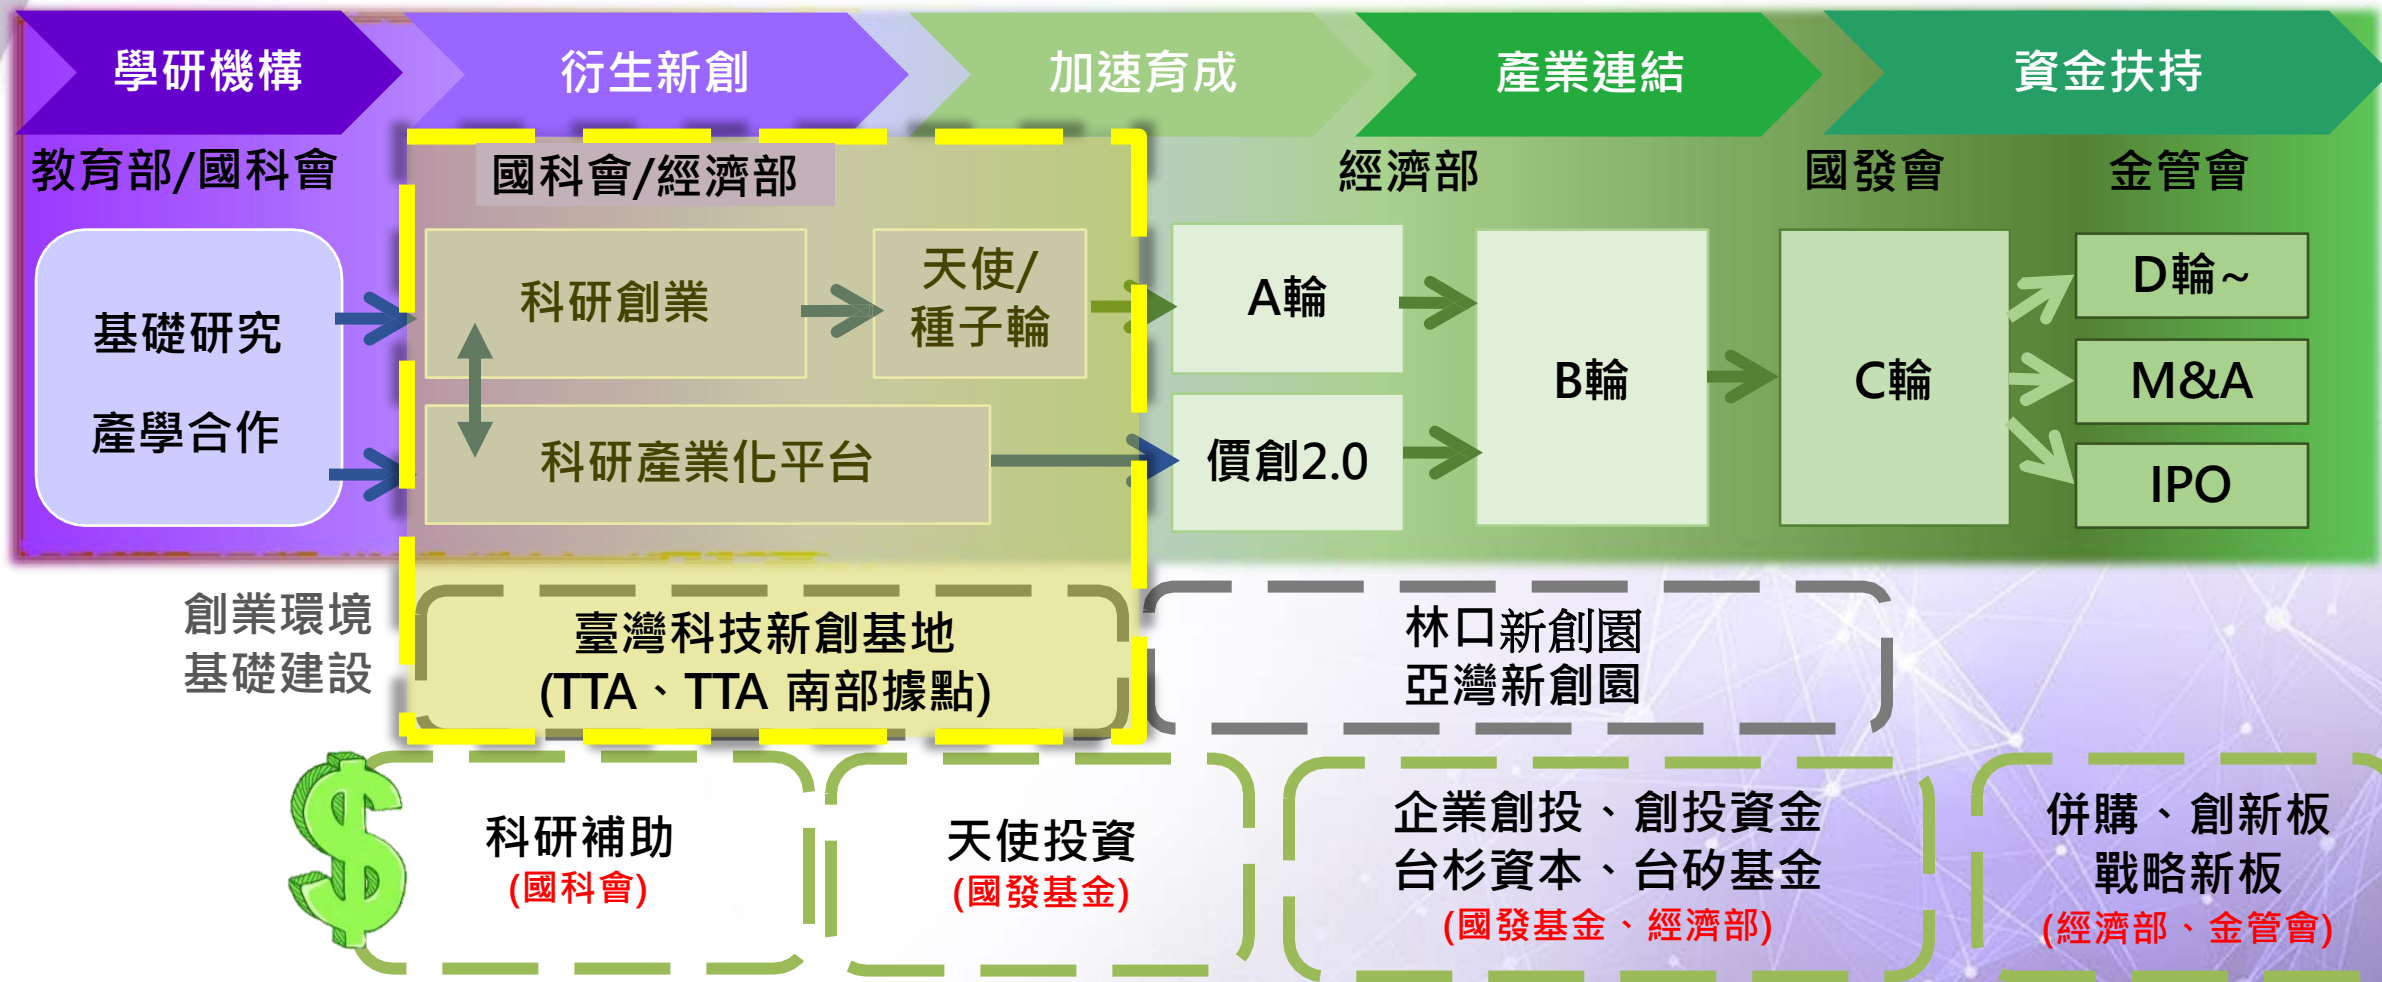 學研機構
衍生新創
加速育成
產業連結
資金扶持
教育部/國科會
國科會/經濟部
經濟部
國發會
金管會
基礎研究
產學合作
科研創業
天使/
種子輪
科研產業化平台
A輪
價創2.0
B輪
C輪
D輪~
M&A
IPO
創業環境
基礎建設
臺灣科技新創基地
(TTA、TTA 南部據點)
林口新創園
亞灣新創園
科研補助
(國科會)
天使投資
(國發基金)
企業創投、創投資金
台杉資本、台矽基金
(國發基金、經濟部)
併購、創新板
戰略新板
(經濟部、金管會)